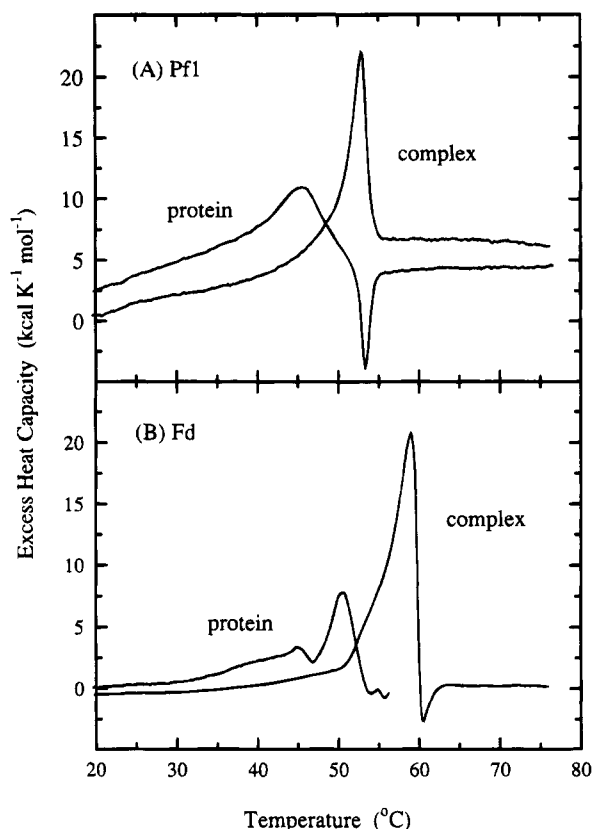 (A) Pf1
complex
protein
20
15
10
5
0
(B) Fd
complex
protein
20
15
10
5
0
Excess Heat Capacity (kcal K⁻¹ mol⁻¹)
20 30 40 50 60 70 80
Temperature (°C)